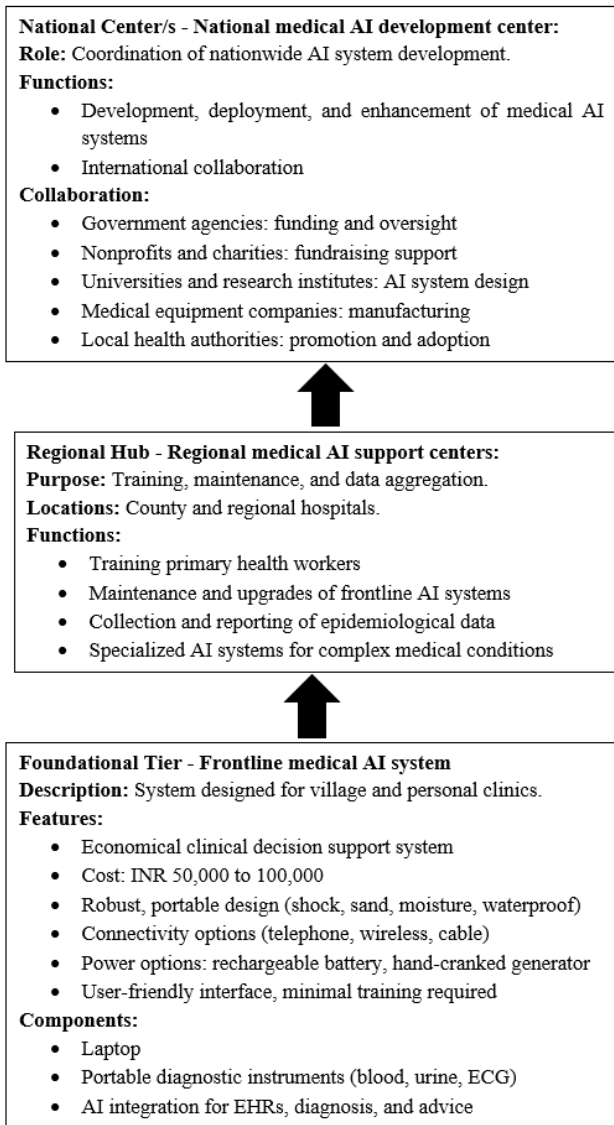 National Center/s - National medical AI development center:
Role: Coordination of nationwide AI system development.
Functions:
• Development, deployment, and enhancement of medical AI
systems
• International collaboration
Collaboration:
• Government agencies: funding and oversight
• Nonprofits and charities: fundraising support
• Universities and research institutes: AI system design
• Medical equipment companies: manufacturing
• Local health authorities: promotion and adoption
Regional Hub - Regional medical AI support centers:
Purpose: Training, maintenance, and data aggregation.
Locations: County and regional hospitals.
Functions:
• Training primary health workers
• Maintenance and upgrades of frontline AI systems
• Collection and reporting of epidemiological data
• Specialized AI systems for complex medical conditions
Foundational Tier - Frontline medical AI system
Description: System designed for village and personal clinics.
Features:
• Economical clinical decision support system
• Cost: INR 50,000 to 100,000
• Robust, portable design (shock, sand, moisture, waterproof)
• Connectivity options (telephone, wireless, cable)
• Power options: rechargeable battery, hand-cranked generator
• User-friendly interface, minimal training required
Components:
• Laptop
• Portable diagnostic instruments (blood, urine, ECG)
• AI integration for EHRs, diagnosis, and advice